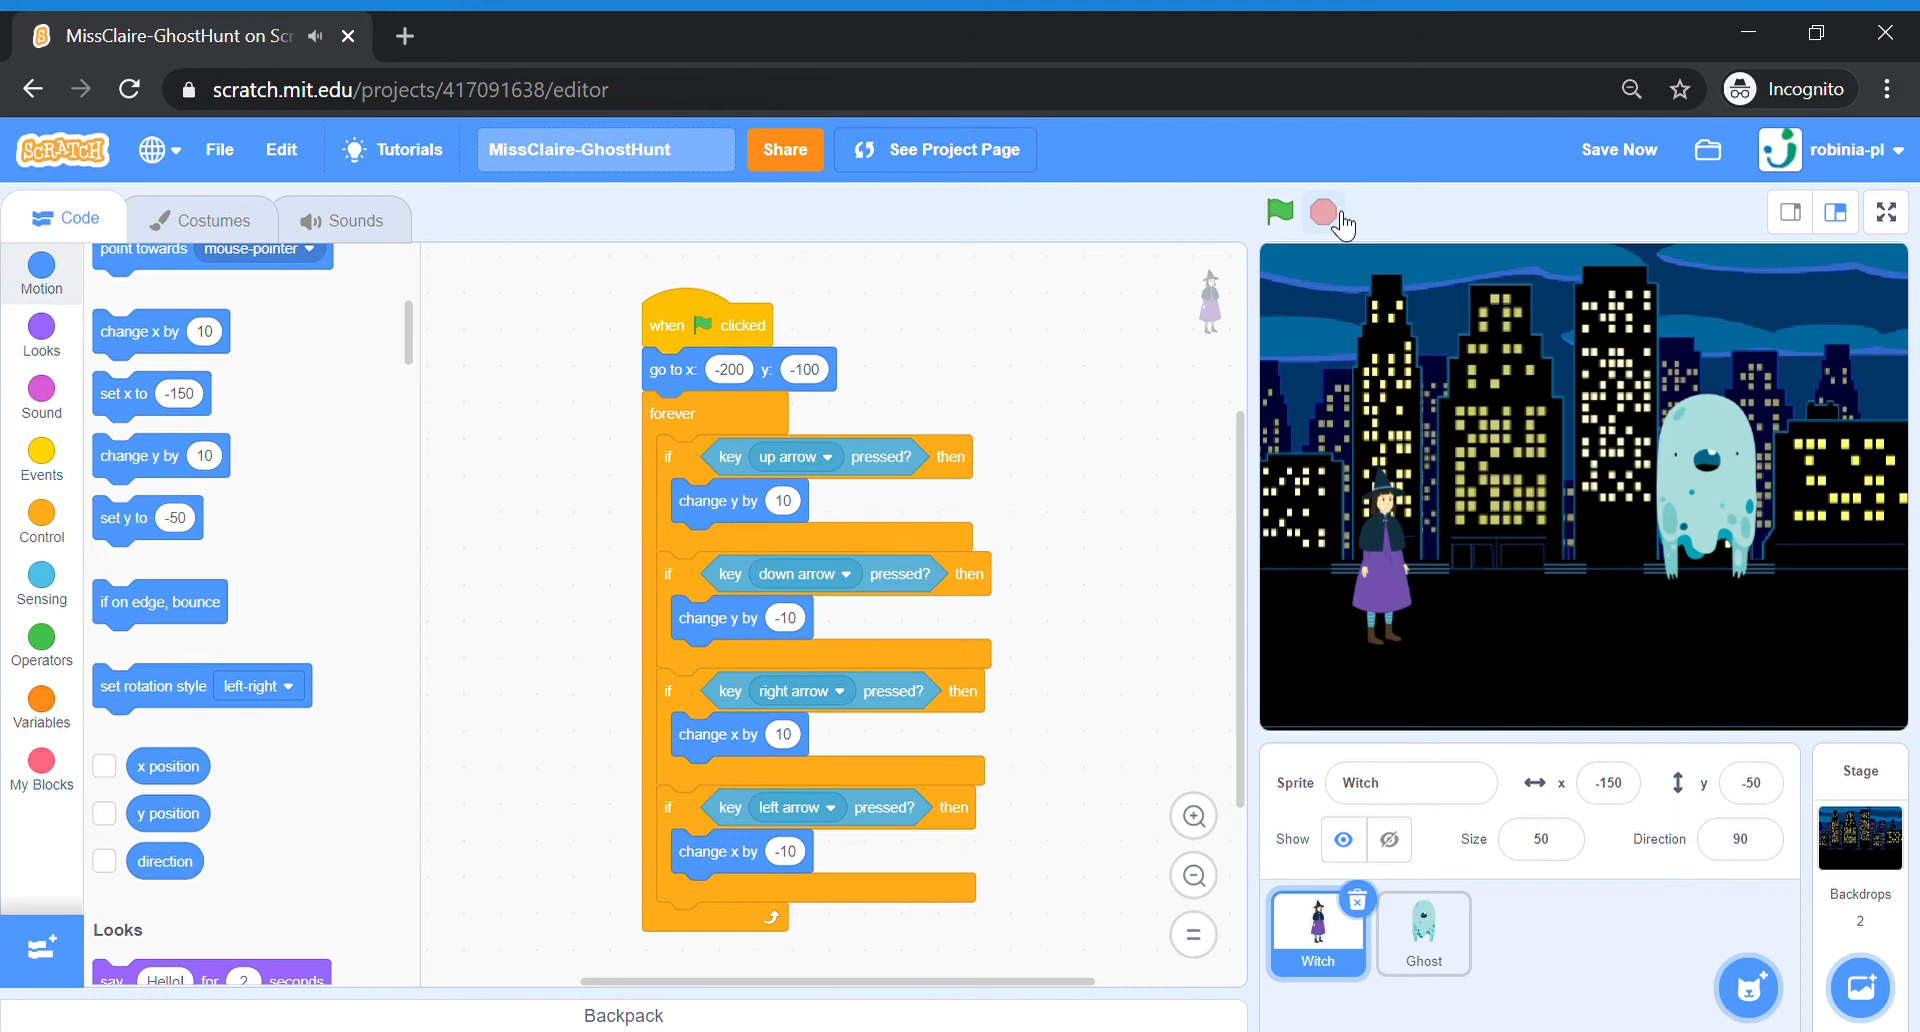 MissClaire-GhostHunt on Scr
scratch.mit.edu/projects/417091638/editor
Incognito
SCRATCH
File
Edit
Tutorials
MissClaire-GhostHunt
Share
See Project Page
Save Now
robinia-pl
Code
Costumes
Sounds
Motion
Looks
Sound
Events
Control
Sensing
Operators
Variables
My Blocks
point towards mouse-pointer
change x by 10
set x to -150
change y by 10
set y to -50
if on edge, bounce
set rotation style left-right
x position
y position
direction
Looks
say Hello! for 2 seconds
when clicked
go to x: -200 y: -100
forever
if key up arrow pressed? then
change y by 10
if key down arrow pressed? then
change y by -10
if key right arrow pressed? then
change x by 10
if key left arrow pressed? then
change x by -10
Backpack
Sprite Witch x -150 y -50
Show Size 50 Direction 90
Witch
Ghost
Stage
Backdrops
2